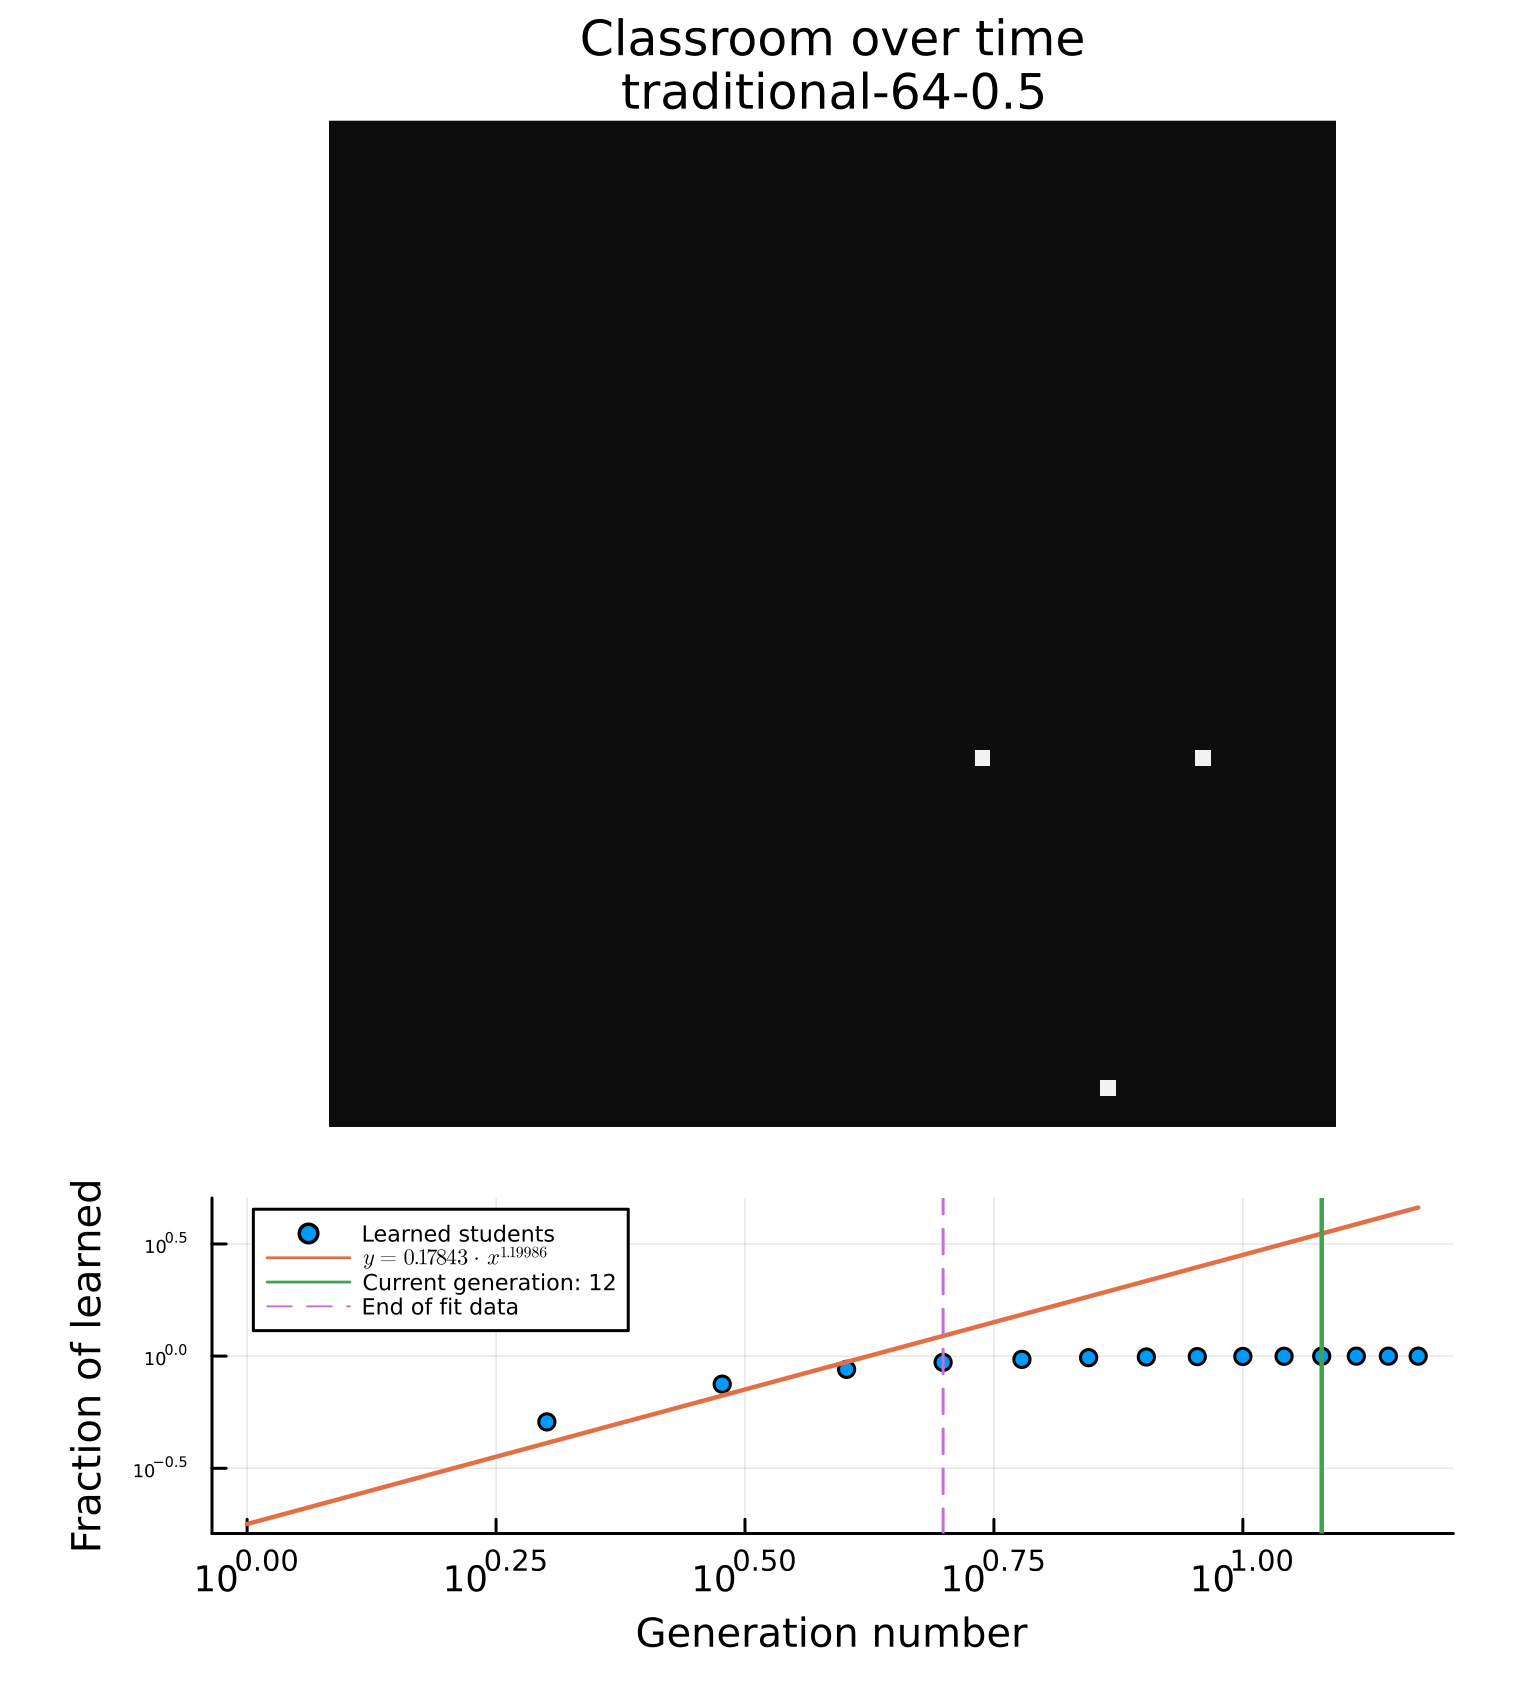 Classroom over time
traditional-64-0.5
Fraction of learned
10^0.5
10^0.0
10^−0.5
Learned students
y = 0.17843 · x^1.19986
Current generation: 12
End of fit data
10^0.00 10^0.25 10^0.50 10^0.75 10^1.00
Generation number